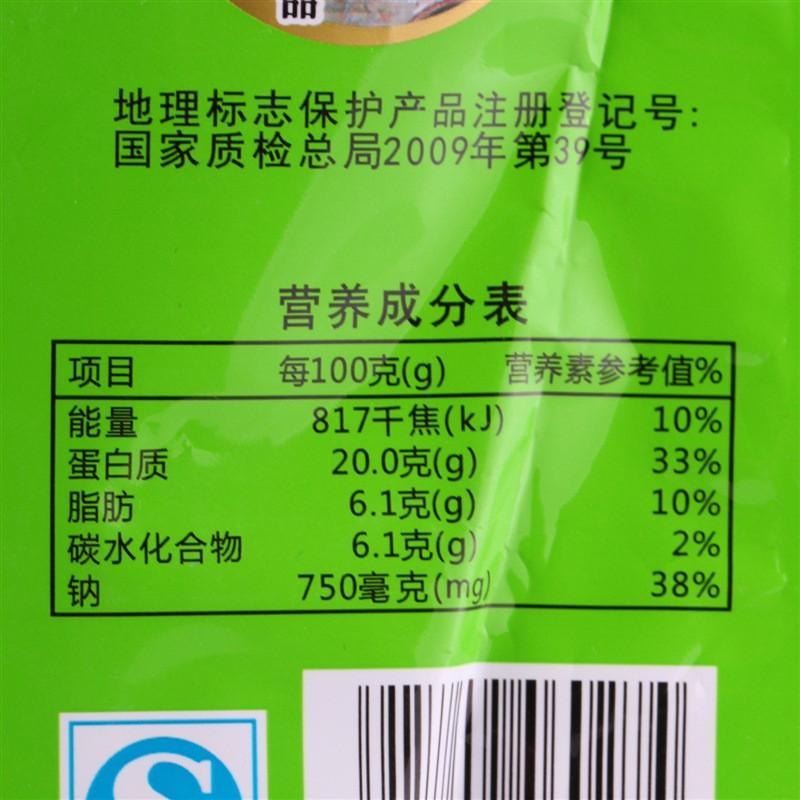 品
地理标志保护产品注册登记号:
国家质检总局2009年第39号
营养成分表
项目 每100克(g) 营养素参考值%
能量 817千焦(kJ) 10%
蛋白质 20.0克(g) 33%
脂肪 6.1克(g) 10%
碳水化合物 6.1克(g) 2%
钠 750毫克(mg) 38%